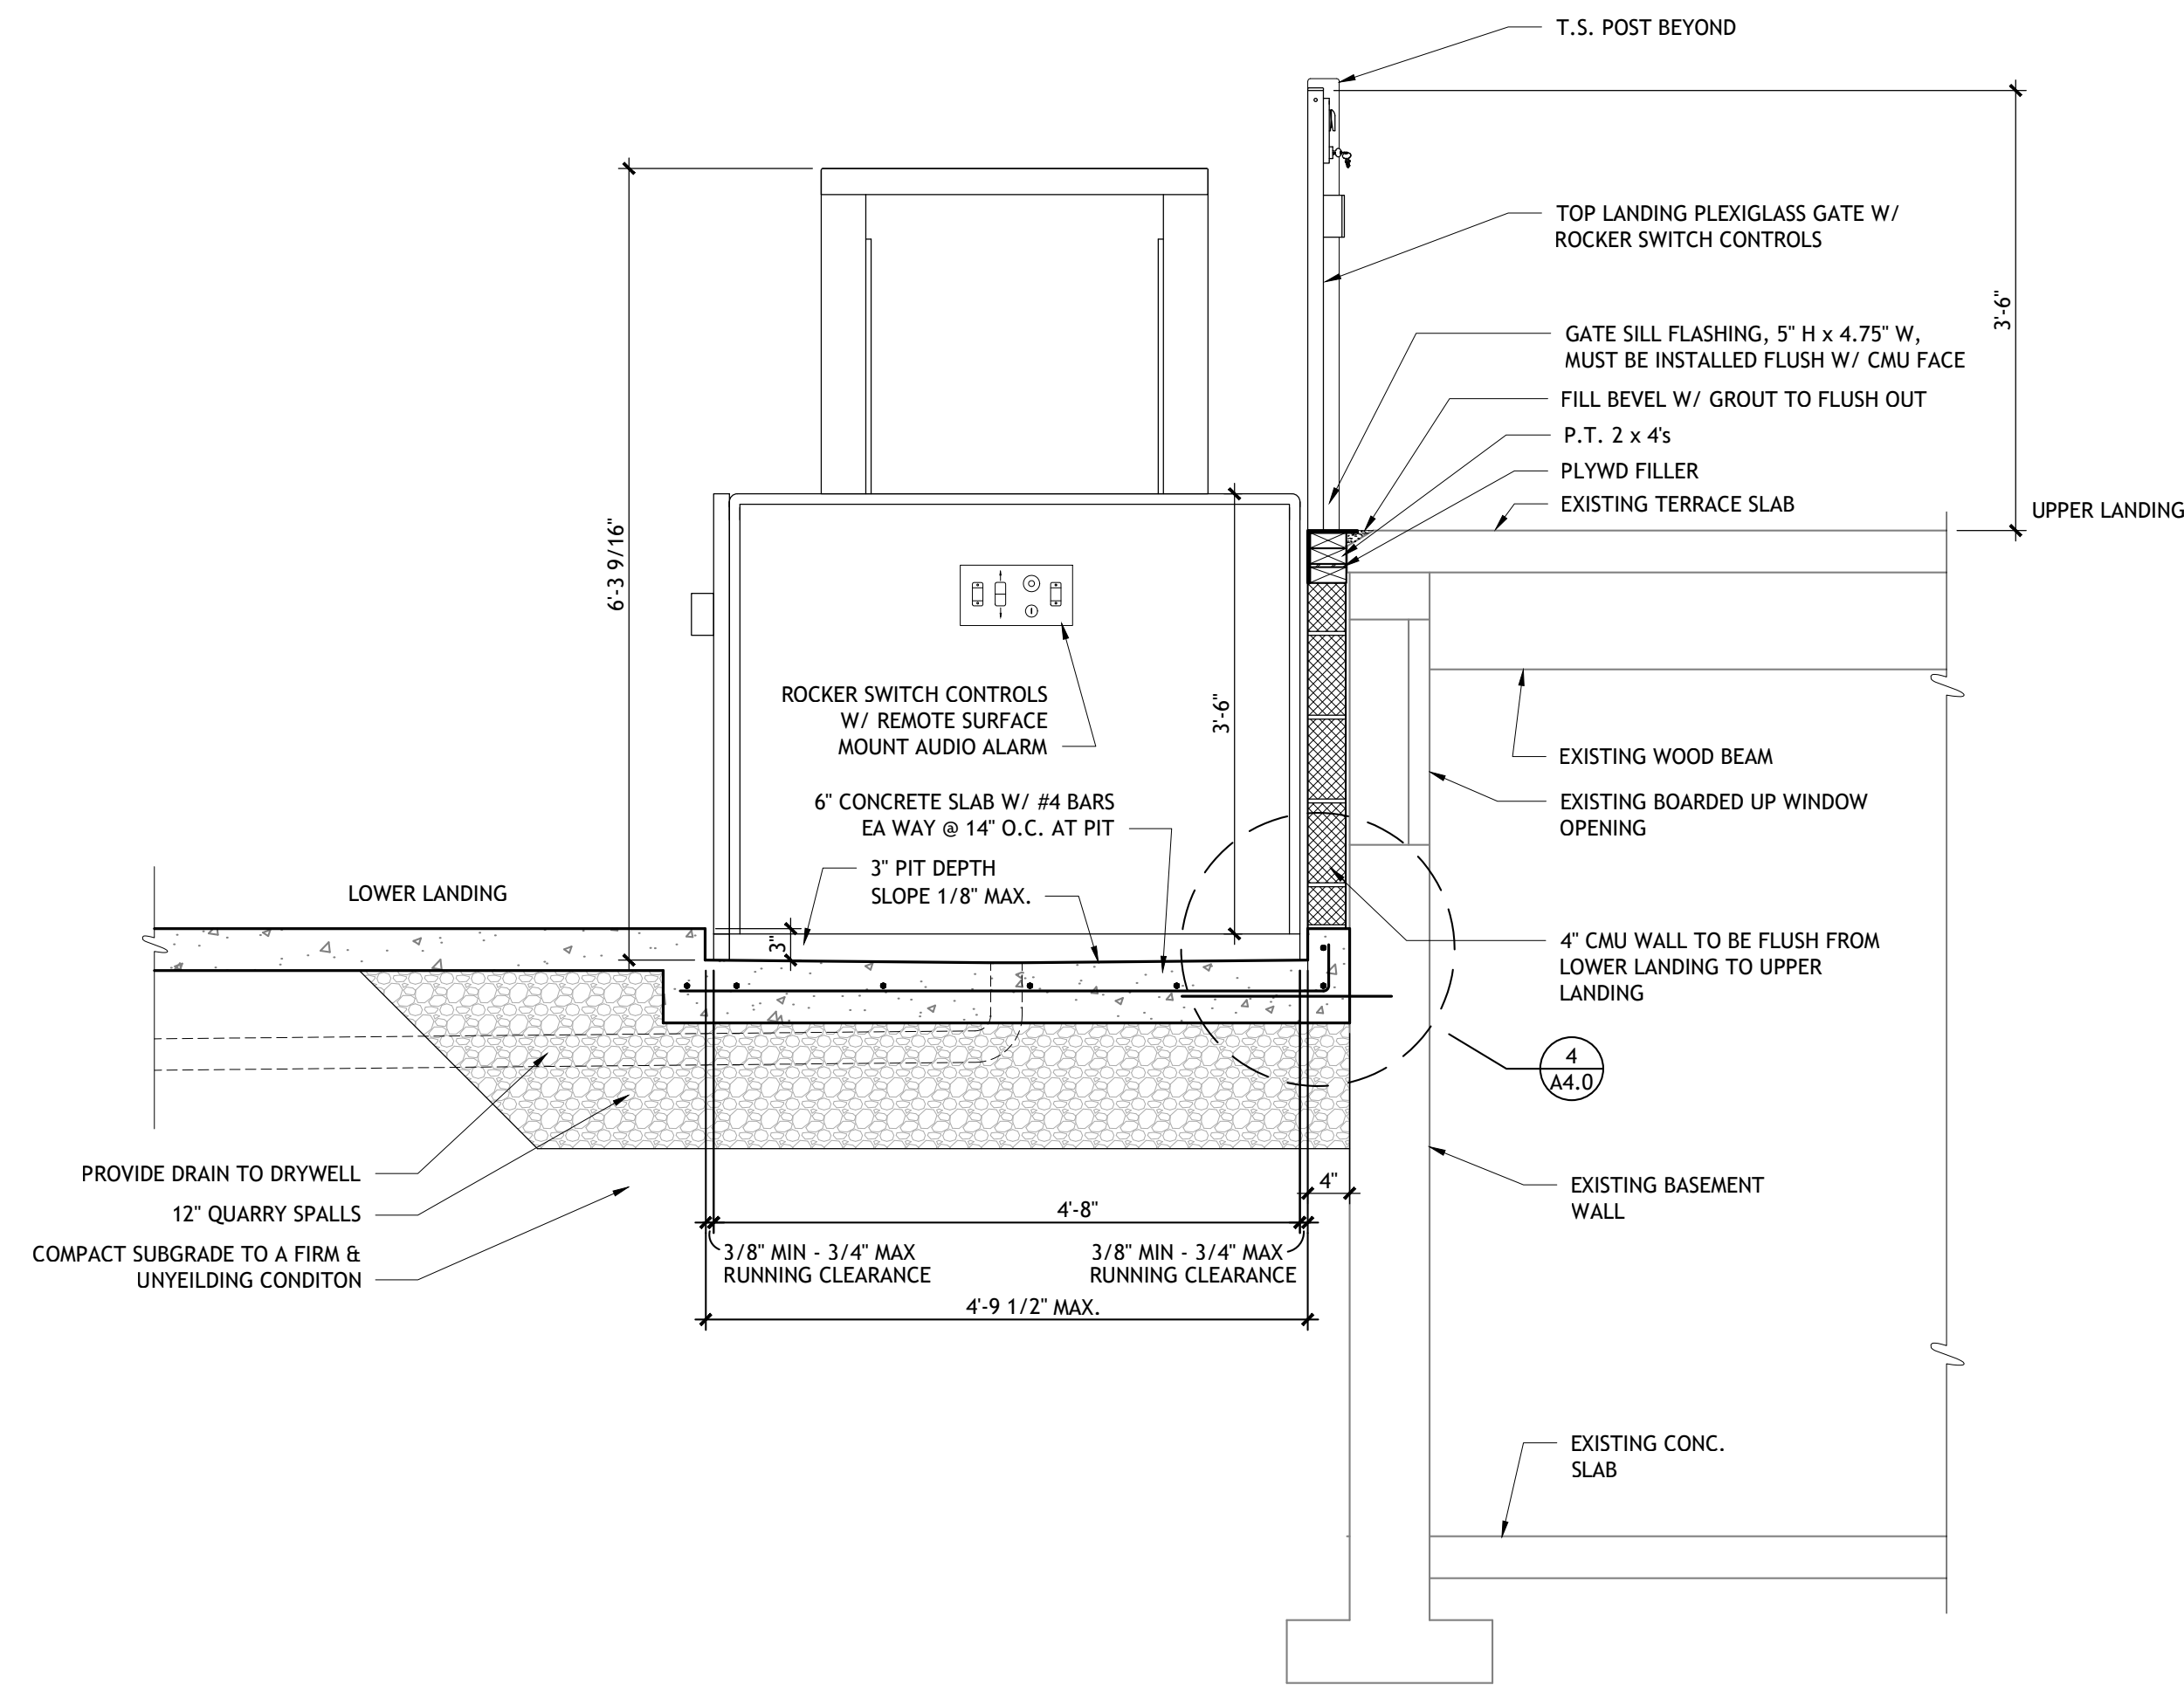 T.S. POST BEYOND
TOP LANDING PLEXIGLASS GATE W/
ROCKER SWITCH CONTROLS
3'-6"
GATE SILL FLASHING, 5" H x 4.75" W,
MUST BE INSTALLED FLUSH W/ CMU FACE
FILL BEVEL W/ GROUT TO FLUSH OUT
P.T. 2 x 4's
PLYWD FILLER
EXISTING TERRACE SLAB
UPPER LANDING
6'-3 9/16"
ROCKER SWITCH CONTROLS
W/ REMOTE SURFACE
MOUNT AUDIO ALARM
3'-6"
EXISTING WOOD BEAM
EXISTING BOARDED UP WINDOW
OPENING
6" CONCRETE SLAB W/ #4 BARS
EA WAY @ 14" O.C. AT PIT
3" PIT DEPTH
SLOPE 1/8" MAX.
LOWER LANDING
3"
4" CMU WALL TO BE FLUSH FROM
LOWER LANDING TO UPPER
LANDING
4
A4.0
PROVIDE DRAIN TO DRYWELL
12" QUARRY SPALLS
COMPACT SUBGRADE TO A FIRM &
UNYEILDING CONDITON
4"
4'-8"
3/8" MIN - 3/4" MAX
RUNNING CLEARANCE
3/8" MIN - 3/4" MAX
RUNNING CLEARANCE
4'-9 1/2" MAX.
EXISTING BASEMENT
WALL
EXISTING CONC.
SLAB